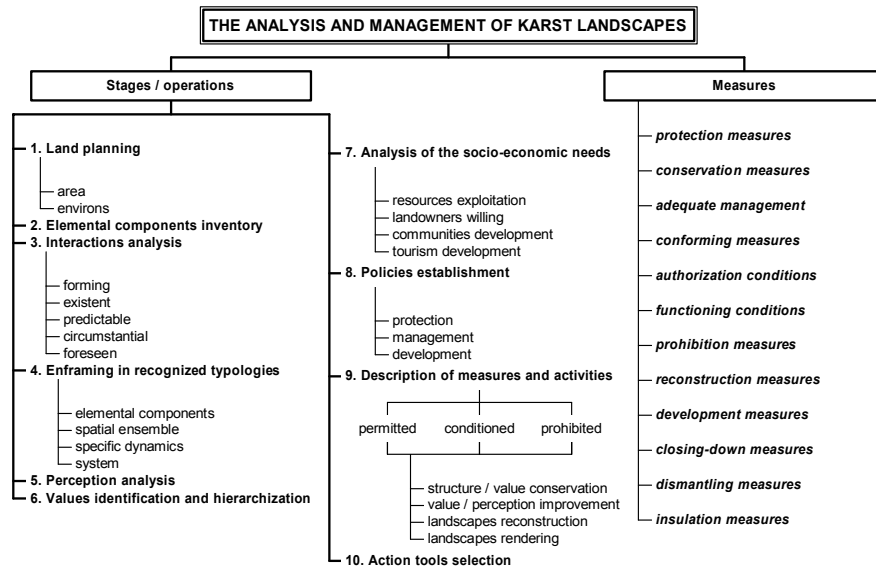 THE ANALYSIS AND MANAGEMENT OF KARST LANDSCAPES
Stages / operations
1. Land planning
area
environs
2. Elemental components inventory
3. Interactions analysis
forming
existent
predictable
circumstantial
foreseen
4. Enframing in recognized typologies
elemental components
spatial ensemble
specific dynamics
system
5. Perception analysis
6. Values identification and hierarchization
7. Analysis of the socio-economic needs
resources exploitation
landowners willing
communities development
tourism development
8. Policies establishment
protection
management
development
9. Description of measures and activities
permitted conditioned prohibited
structure / value conservation
value / perception improvement
landscapes reconstruction
landscapes rendering
10. Action tools selection
Measures
protection measures
conservation measures
adequate management
conforming measures
authorization conditions
functioning conditions
prohibition measures
reconstruction measures
development measures
closing-down measures
dismantling measures
insulation measures